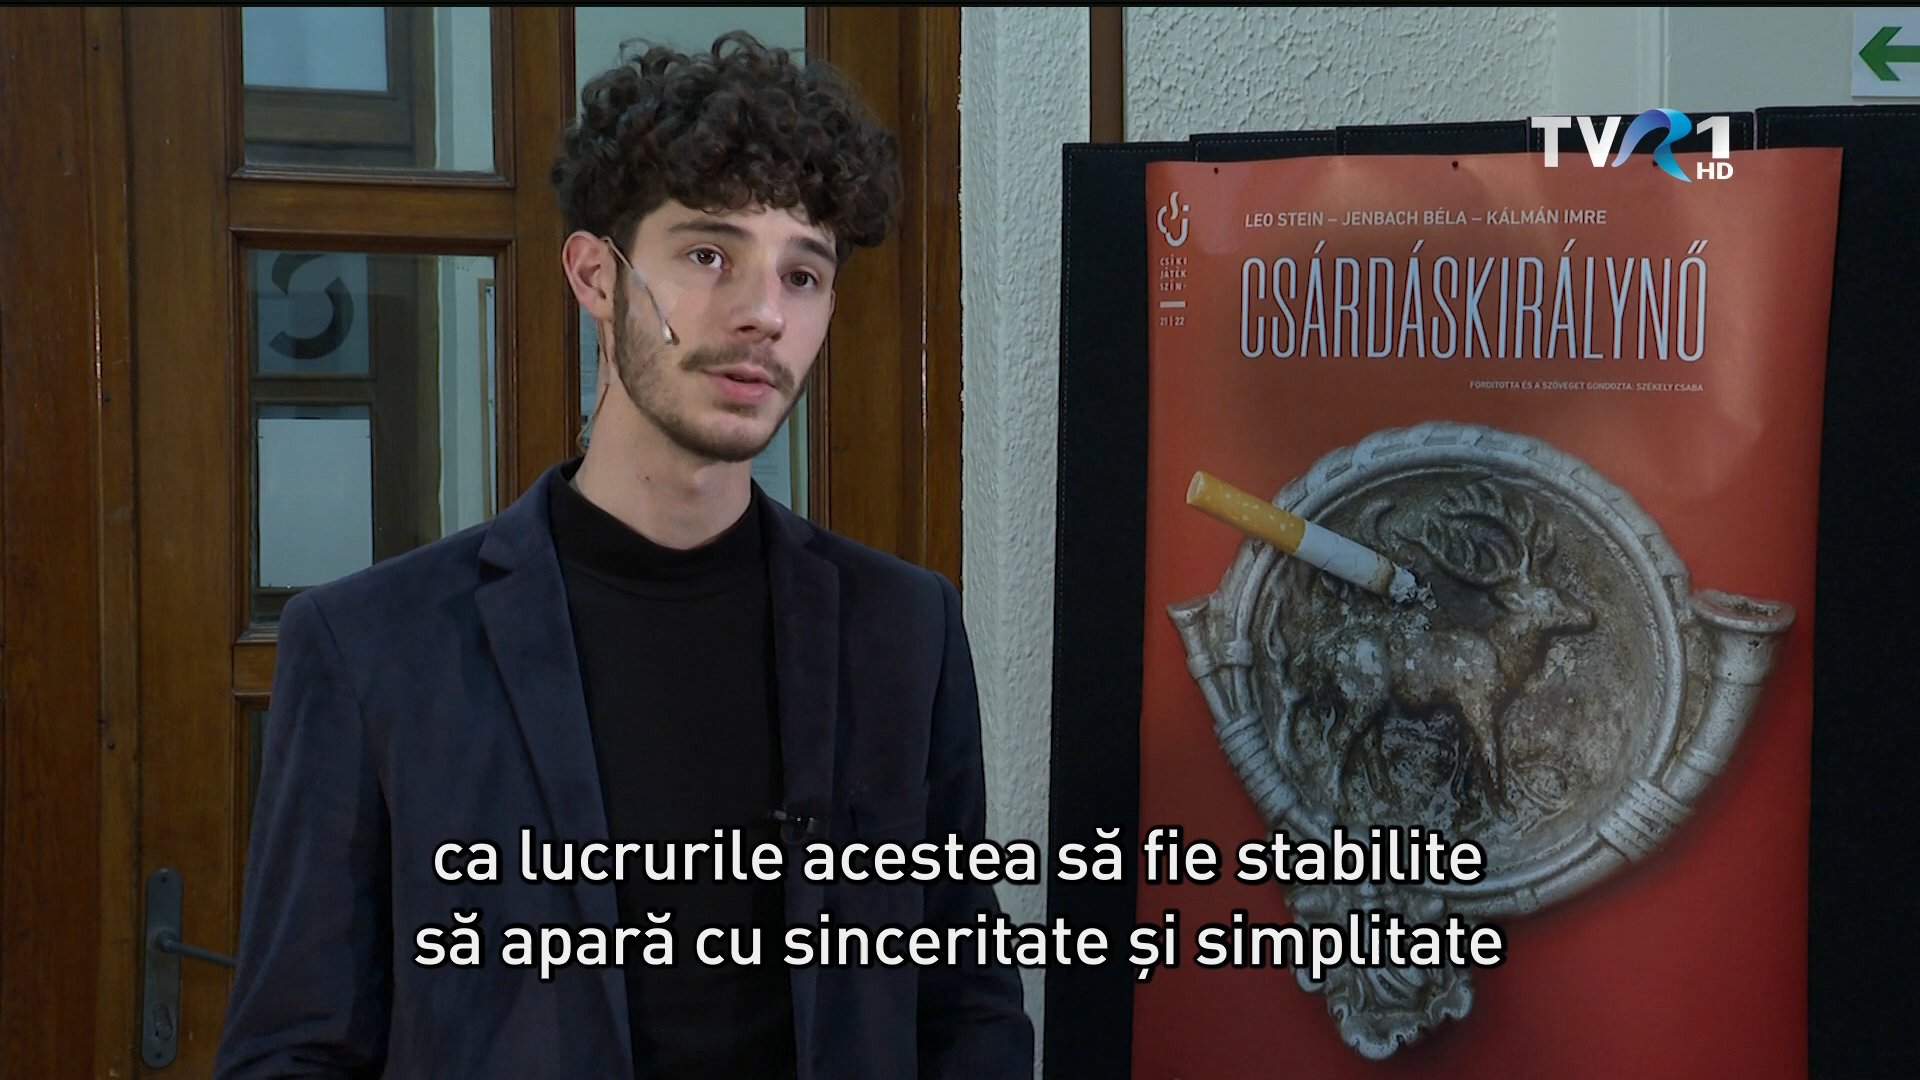 TVR1
HD
LEO STEIN – JENBACH BÉLA – KÁLMÁN IMRE
CSÁRDÁSKIRÁLYNŐ
CSÍKI
JÁTÉK
SZÍN
21 | 22
FORDÍTOTTA ÉS A SZÖVEGET GONDOZTA: SZÉKELY CSABA
ca lucrurile acestea să fie stabilite
să apară cu sinceritate și simplitate